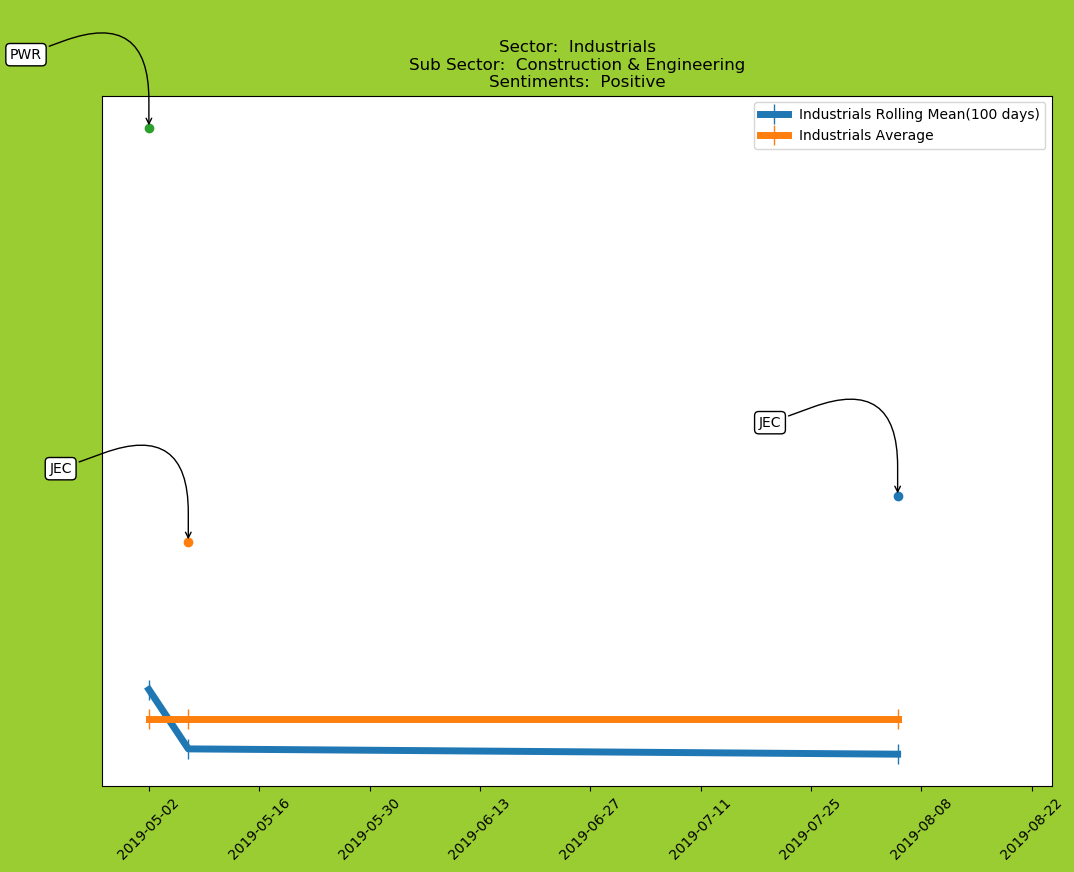 PWR
Sector:  Industrials
Sub Sector:  Construction & Engineering
Sentiments:  Positive
Industrials Rolling Mean(100 days)
Industrials Average
JEC
JEC
2019-05-02
2019-05-16
2019-05-30
2019-06-13
2019-06-27
2019-07-11
2019-07-25
2019-08-08
2019-08-22